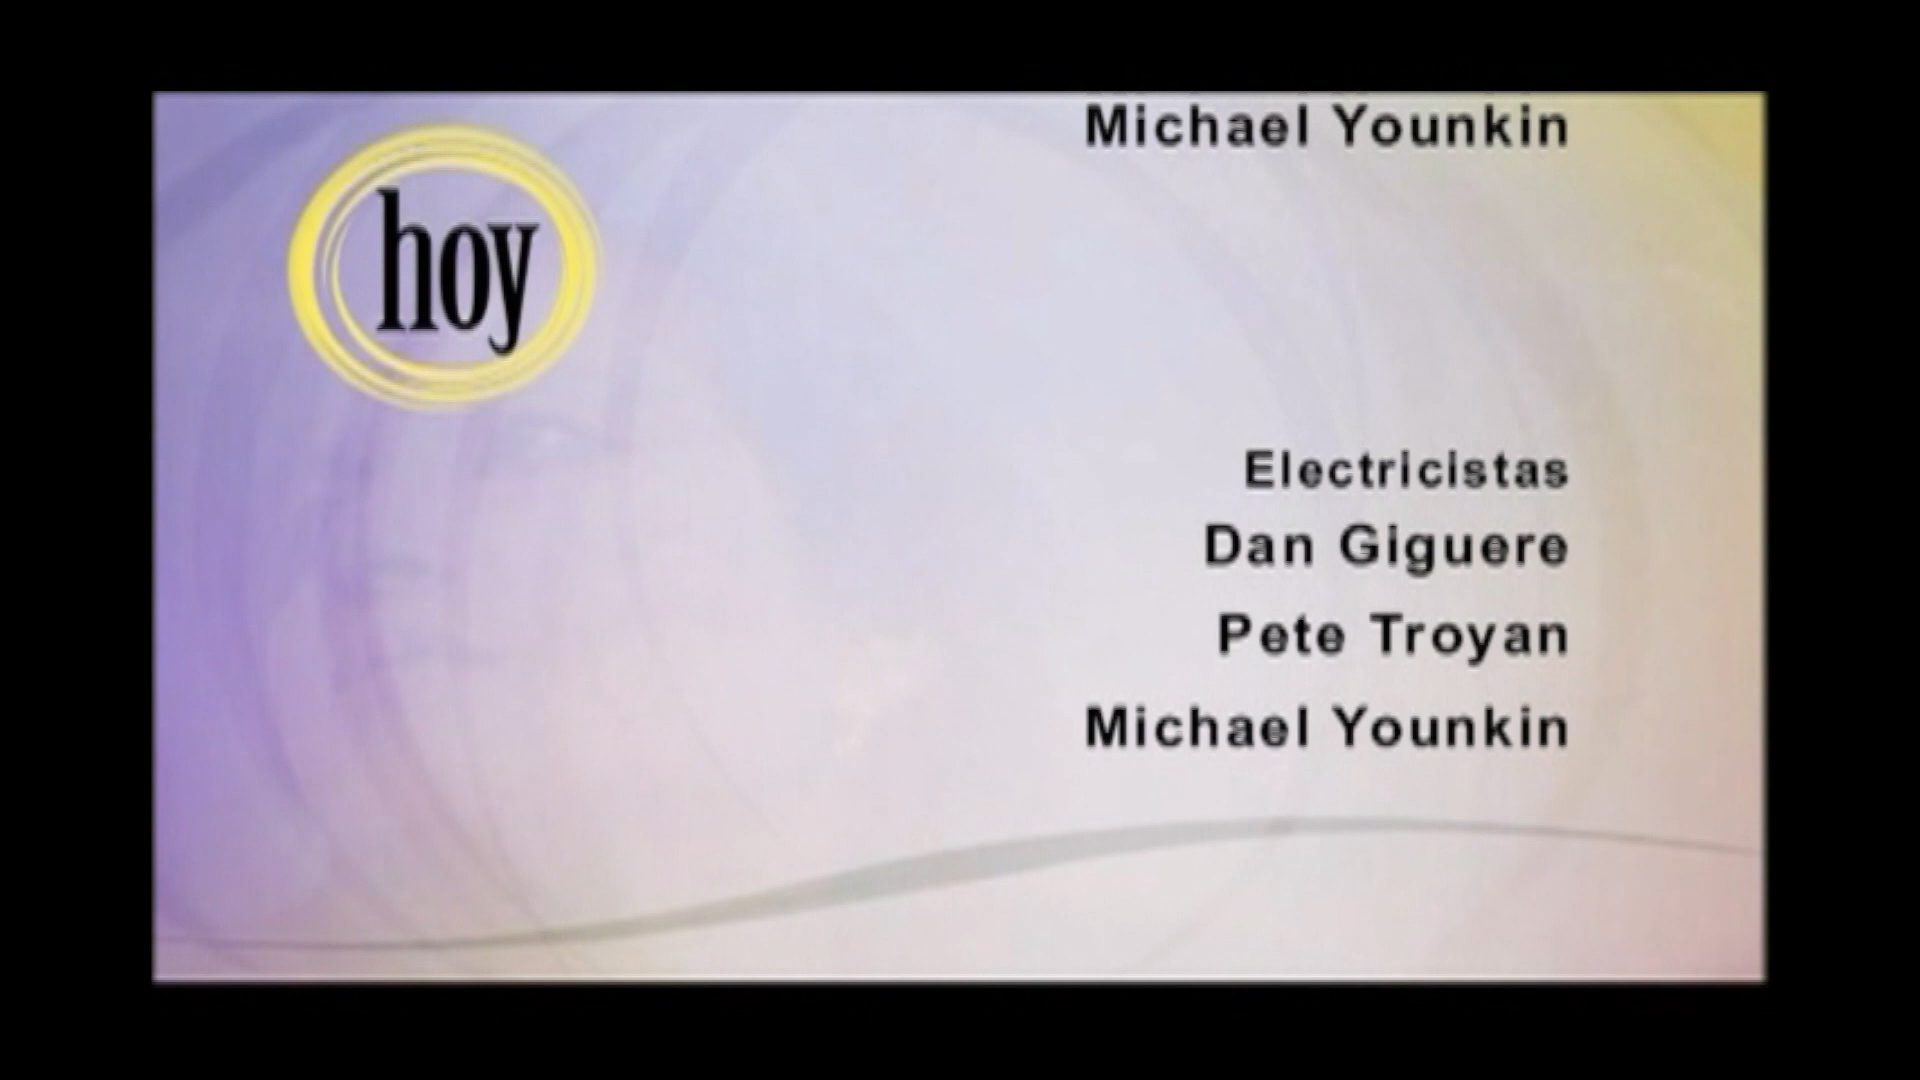 hoy
Michael Younkin
Electricistas
Dan Giguere
Pete Troyan
Michael Younkin